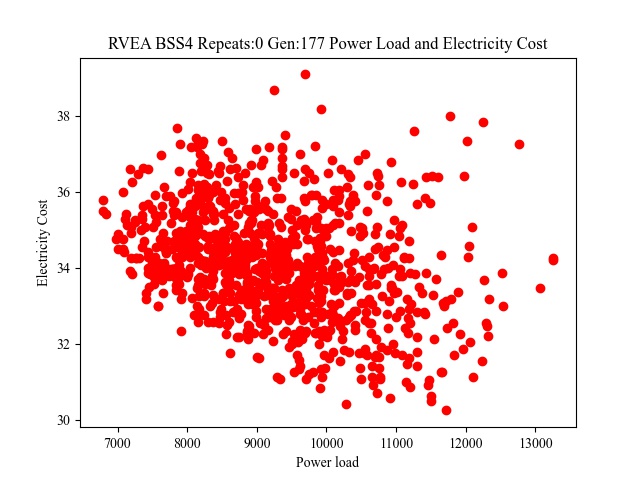 RVEA BSS4 Repeats:0 Gen:177 Power Load and Electricity Cost
38
36
34
32
30
Electricity Cost
7000 8000 9000 10000 11000 12000 13000
Power load